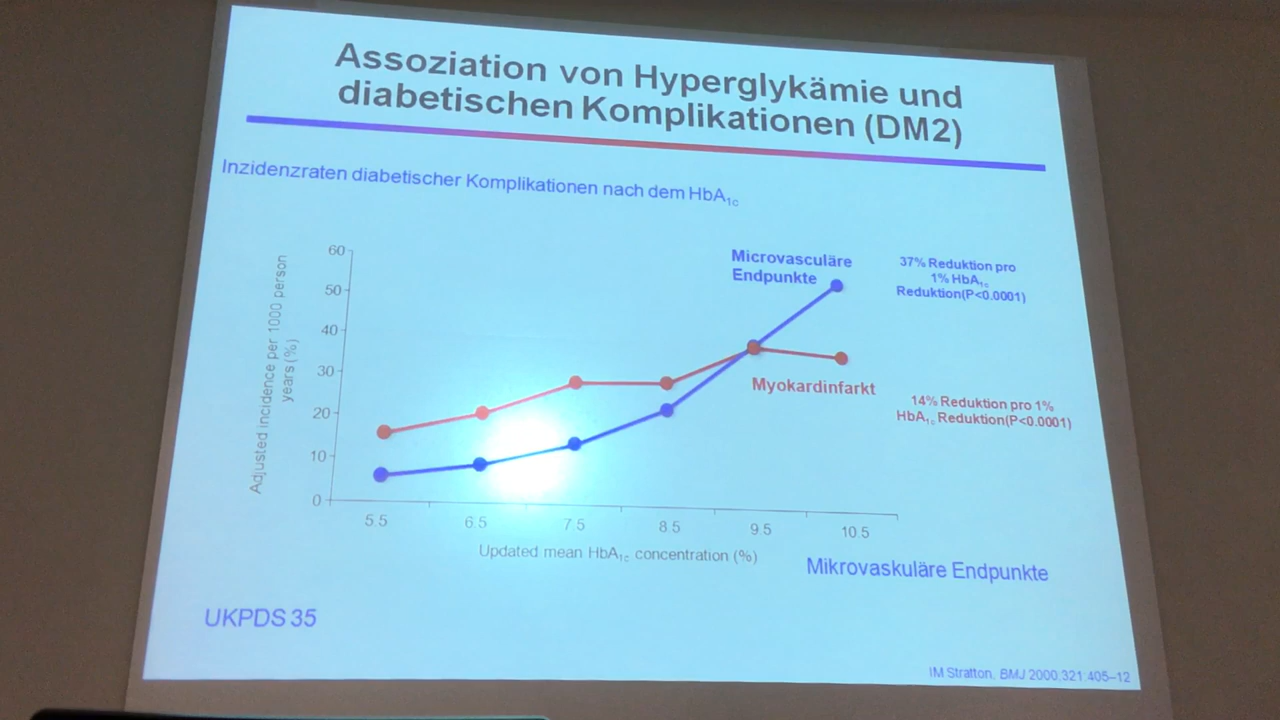 Assoziation von Hyperglykämie und
diabetischen Komplikationen (DM2)
Inzidenzraten diabetischer Komplikationen nach dem HbA1c
Adjusted incidence per 1000 person
years (%)
60
50
40
30
20
10
0
Microvasculäre
Endpunkte
37% Reduktion pro
1% HbA1c
Reduktion(P<0.0001)
Myokardinfarkt
14% Reduktion pro 1%
HbA1c Reduktion(P<0.0001)
5.5 6.5 7.5 8.5 9.5 10.5
Updated mean HbA1c concentration (%)
Mikrovaskuläre Endpunkte
UKPDS 35
IM Stratton, BMJ 2000;321:405–12